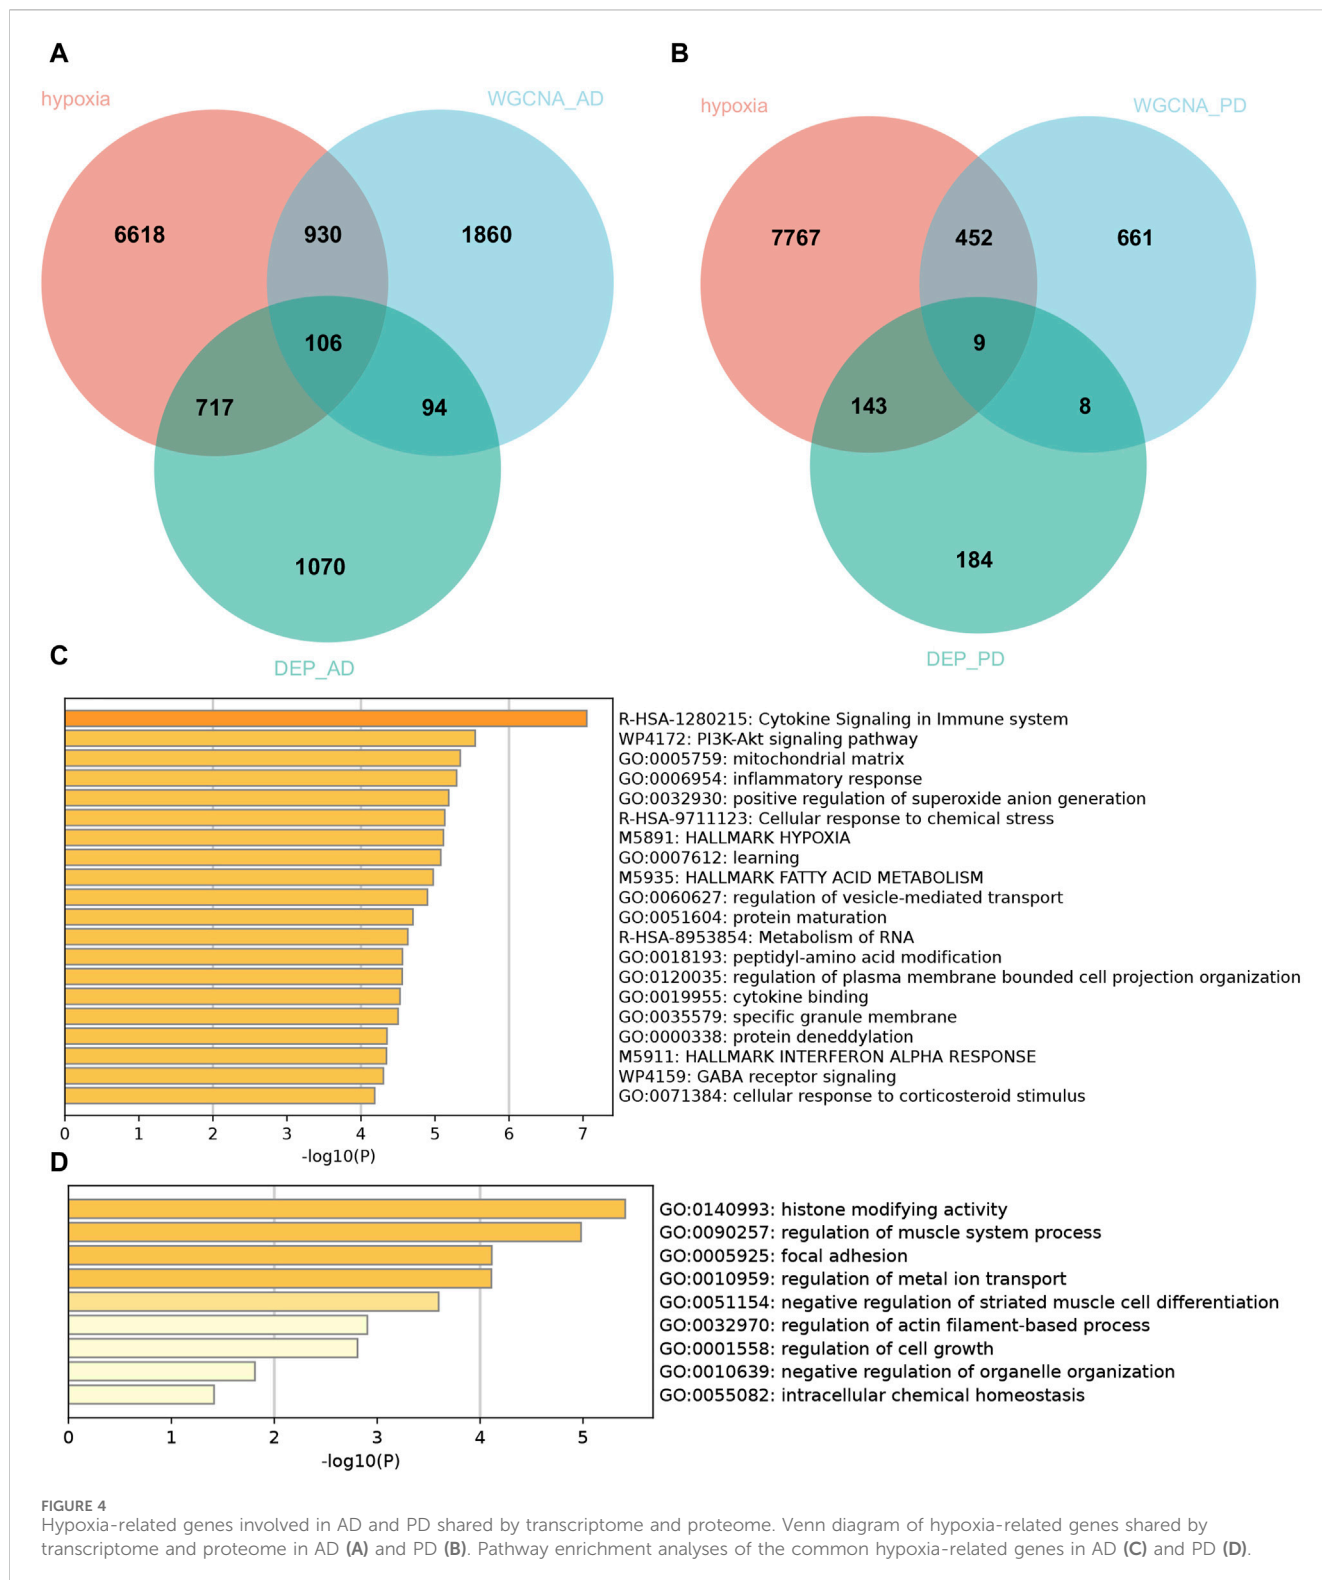 A
B
hypoxia
WGCNA_AD
hypoxia
WGCNA_PD
6618
930
1860
7767
452
661
106
9
717
94
143
8
1070
184
DEP_AD
DEP_PD
C
R-HSA-1280215: Cytokine Signaling in Immune system
WP4172: PI3K-Akt signaling pathway
GO:0005759: mitochondrial matrix
GO:0006954: inflammatory response
GO:0032930: positive regulation of superoxide anion generation
R-HSA-9711123: Cellular response to chemical stress
M5891: HALLMARK HYPOXIA
GO:0007612: learning
M5935: HALLMARK FATTY ACID METABOLISM
GO:0060627: regulation of vesicle-mediated transport
GO:0051604: protein maturation
R-HSA-8953854: Metabolism of RNA
GO:0018193: peptidyl-amino acid modification
GO:0120035: regulation of plasma membrane bounded cell projection organization
GO:0019955: cytokine binding
GO:0035579: specific granule membrane
GO:0000338: protein deneddylation
M5911: HALLMARK INTERFERON ALPHA RESPONSE
WP4159: GABA receptor signaling
GO:0071384: cellular response to corticosteroid stimulus
0 1 2 3 4 5 6 7
-log10(P)
D
GO:0140993: histone modifying activity
GO:0090257: regulation of muscle system process
GO:0005925: focal adhesion
GO:0010959: regulation of metal ion transport
GO:0051154: negative regulation of striated muscle cell differentiation
GO:0032970: regulation of actin filament-based process
GO:0001558: regulation of cell growth
GO:0010639: negative regulation of organelle organization
GO:0055082: intracellular chemical homeostasis
0 1 2 3 4 5
-log10(P)
FIGURE 4
Hypoxia-related genes involved in AD and PD shared by transcriptome and proteome. Venn diagram of hypoxia-related genes shared by
transcriptome and proteome in AD (A) and PD (B). Pathway enrichment analyses of the common hypoxia-related genes in AD (C) and PD (D).